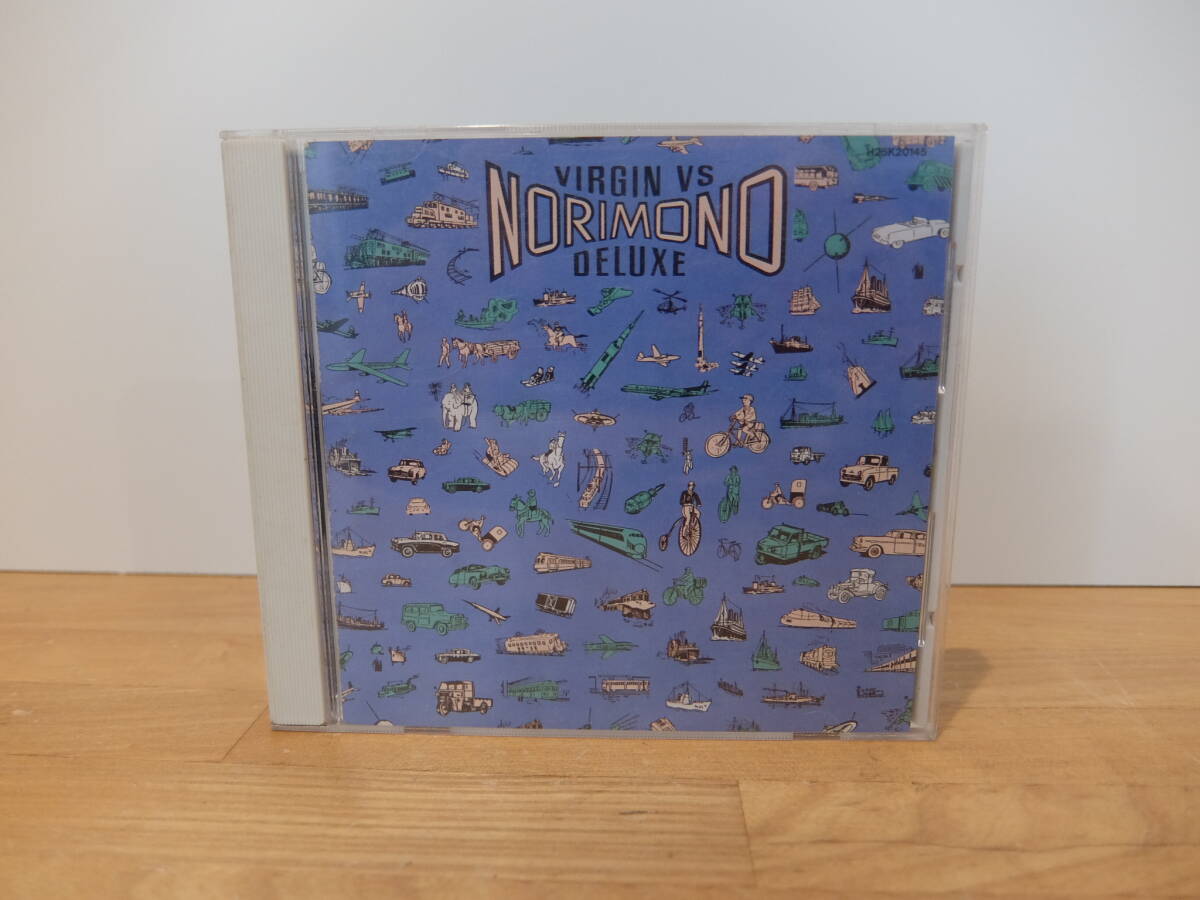 H25K20145
VIRGIN VS
NORIMONO
DELUXE